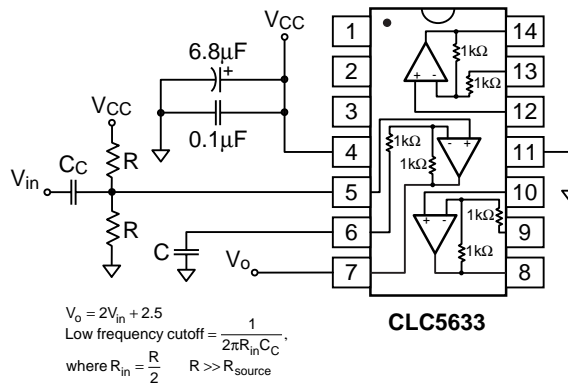 VCC
6.8µF
+
VCC
0.1µF
CC
Vin
R
R
C
Vo
1
2
3
4
5
6
7
14
13
12
11
10
9
8
1kΩ
1kΩ
+ -
1kΩ
1kΩ
- +
+ -
1kΩ
1kΩ
CLC5633
Vo = 2Vin + 2.5
Low frequency cutoff = 1 / 2πRinCC ,
where Rin = R / 2 R >> Rsource